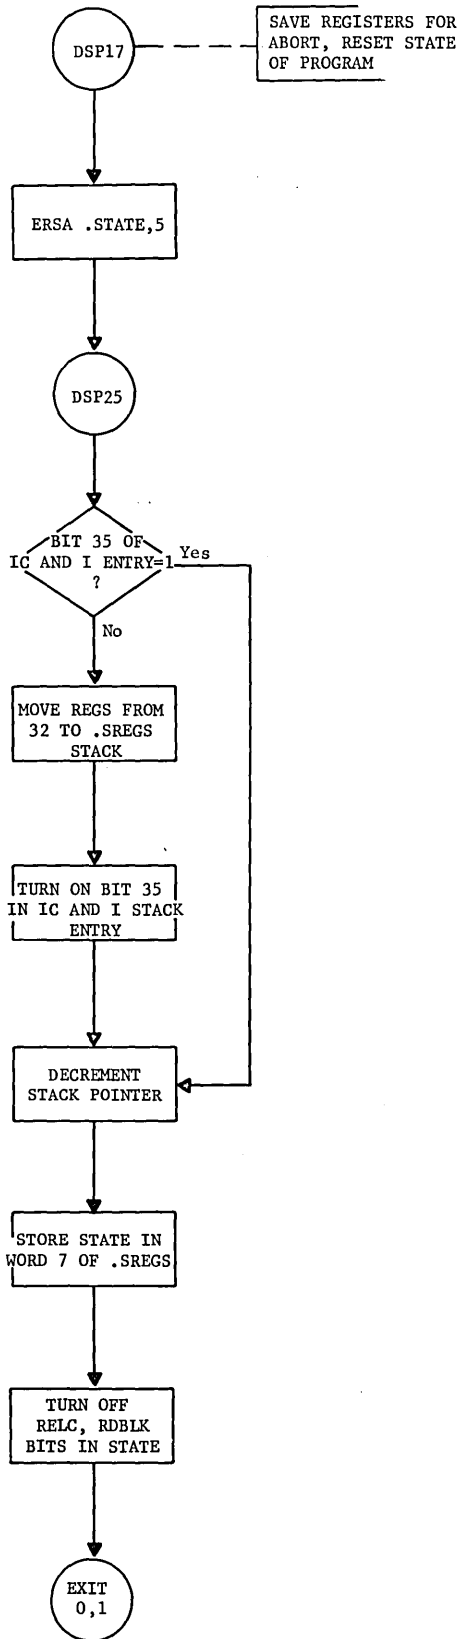 DSP17
SAVE REGISTERS FOR
ABORT, RESET STATE
OF PROGRAM
ERSA .STATE,5
DSP25
BIT 35 OF
IC AND I ENTRY=1
?
Yes
No
MOVE REGS FROM
32 TO .SREGS
STACK
TURN ON BIT 35
IN IC AND I STACK
ENTRY
DECREMENT
STACK POINTER
STORE STATE IN
WORD 7 OF .SREGS
TURN OFF
RELC, RDBLK
BITS IN STATE
EXIT
0,1